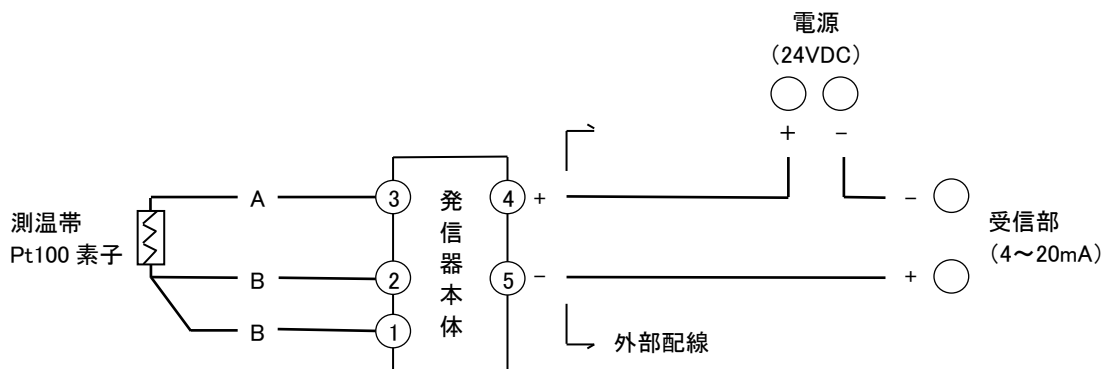 電源
（24VDC）
+ -
A
3
発信器本体
4
+
-
受信部
（4～20mA）
測温帯
Pt100 素子
B
2
5
-
+
B
1
外部配線